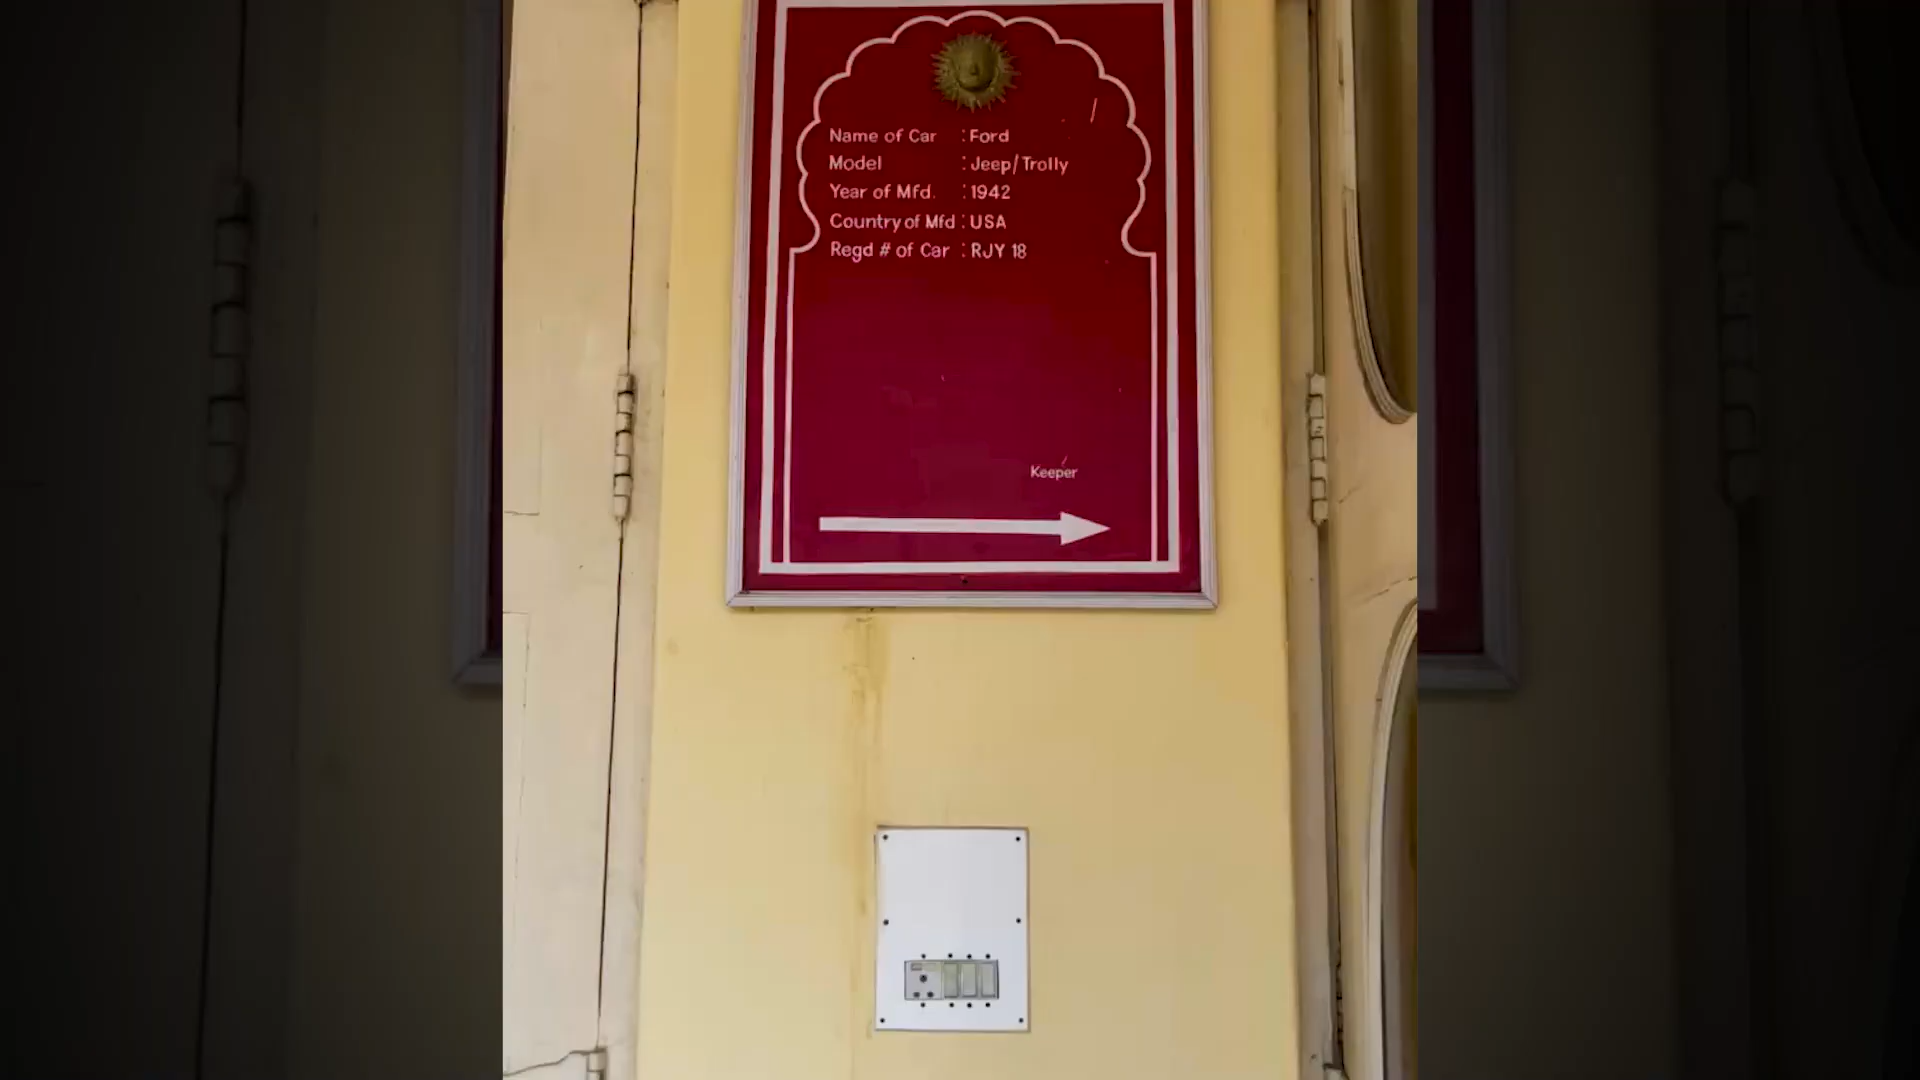 Name of Car : Ford
Model : Jeep/Trolly
Year of Mfd. : 1942
Country of Mfd : USA
Regd # of Car : RJY 18
Keeper